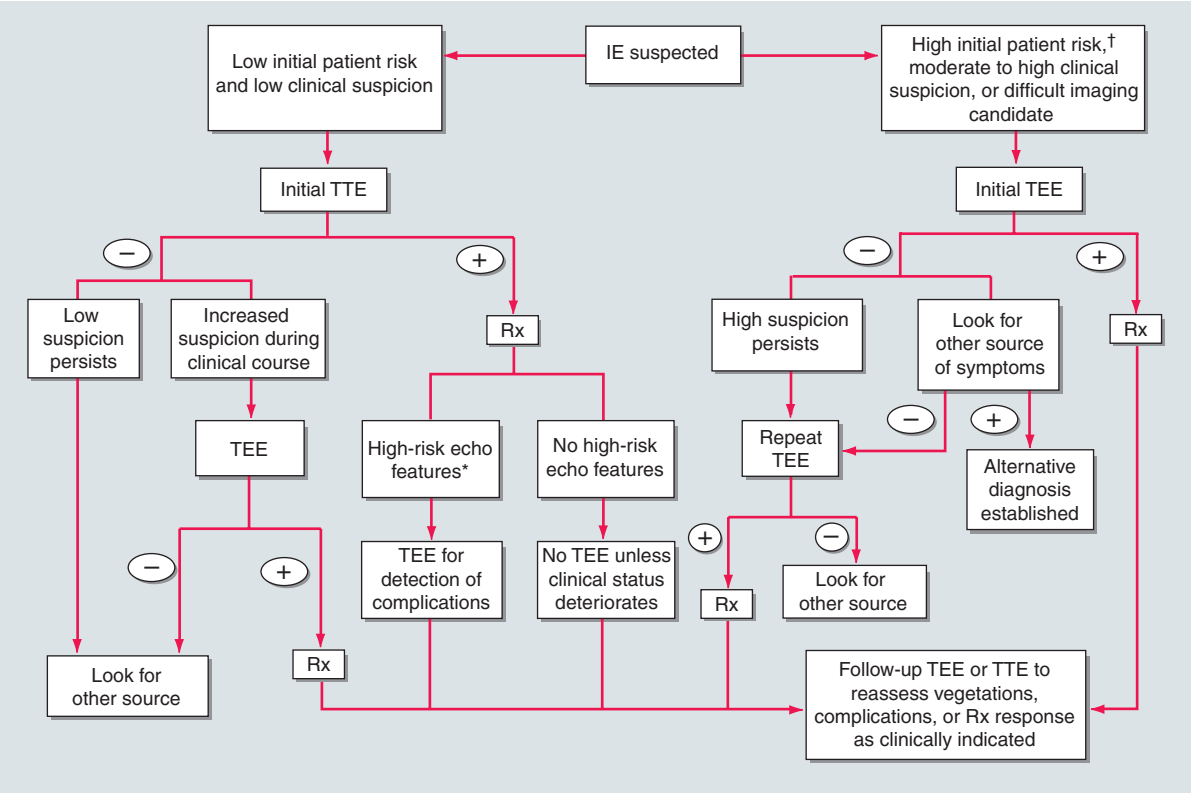 IE suspected
Low initial patient risk
and low clinical suspicion
High initial patient risk,†
moderate to high clinical
suspicion, or difficult imaging
candidate
Initial TTE
Initial TEE
−
+
−
+
Low
suspicion
persists
Increased
suspicion during
clinical course
Rx
High suspicion
persists
Look for
other source
of symptoms
Rx
TEE
High-risk echo
features*
No high-risk
echo features
Repeat
TEE
−
+
Alternative
diagnosis
established
−
+
TEE for
detection of
complications
No TEE unless
clinical status
deteriorates
+
−
Rx
Look for
other source
Look for
other source
Rx
Follow-up TEE or TTE to
reassess vegetations,
complications, or Rx response
as clinically indicated